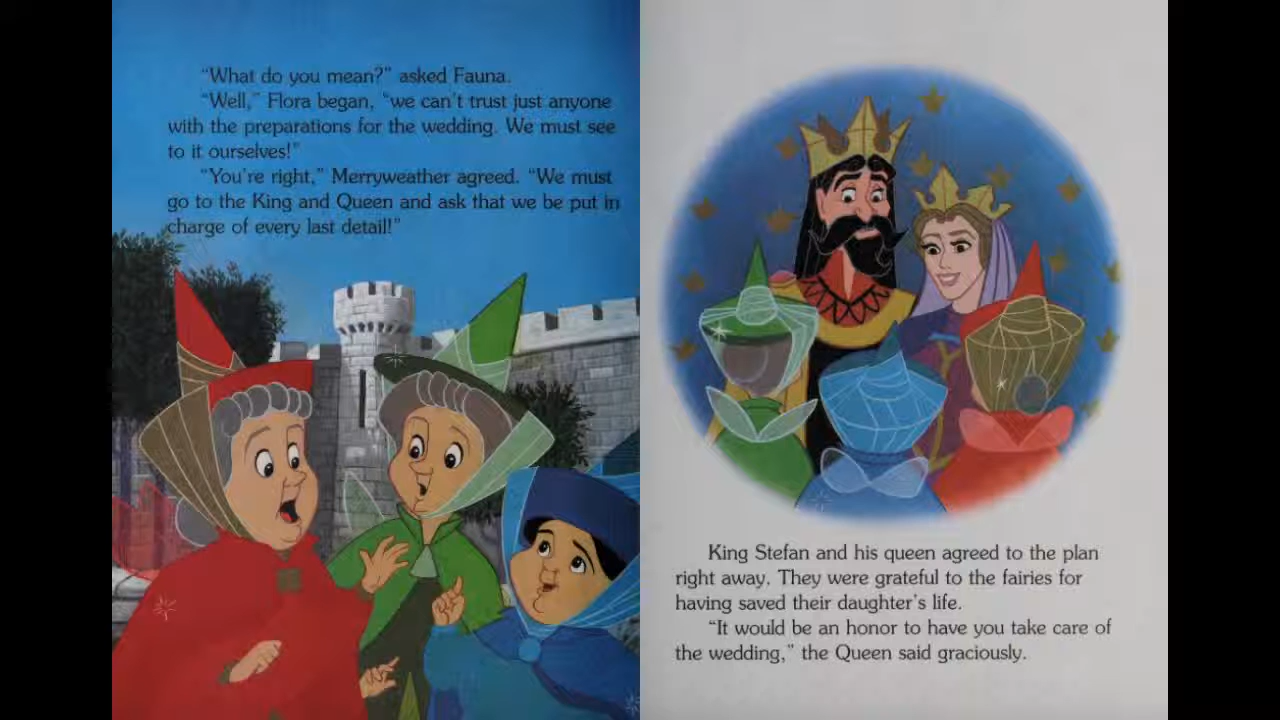 “What do you mean?” asked Fauna.
“Well,” Flora began, “we can't trust just anyone
with the preparations for the wedding. We must see
to it ourselves!”
“You're right,” Merryweather agreed. “We must
go to the King and Queen and ask that we be put in
charge of every last detail!”
King Stefan and his queen agreed to the plan
right away. They were grateful to the fairies for
having saved their daughter's life.
“It would be an honor to have you take care of
the wedding,” the Queen said graciously.